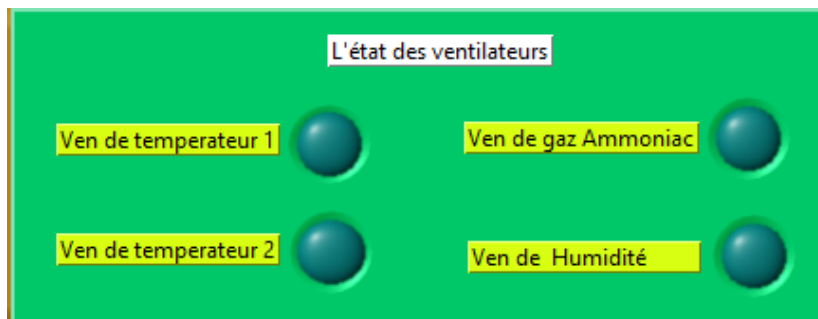 L'état des ventilateurs
Ven de temperateur 1
Ven de gaz Ammoniac
Ven de temperateur 2
Ven de Humidité